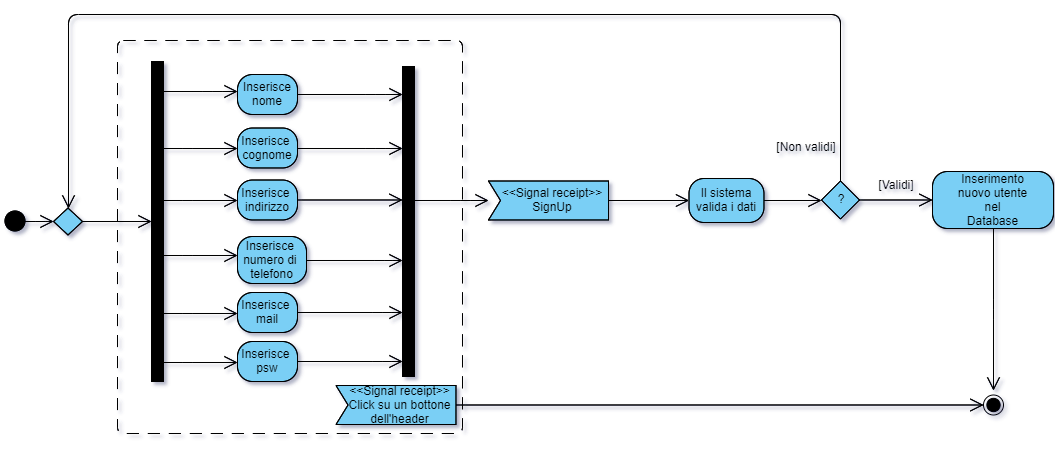 Inserisce
nome
Inserisce
cognome
Inserisce
indirizzo
Inserisce
numero di
telefono
Inserisce
mail
Inserisce
psw
<<Signal receipt>>
Click su un bottone
dell'header
<<Signal receipt>>
SignUp
Il sistema
valida i dati
?
[Non validi]
[Validi]
Inserimento
nuovo utente
nel
Database